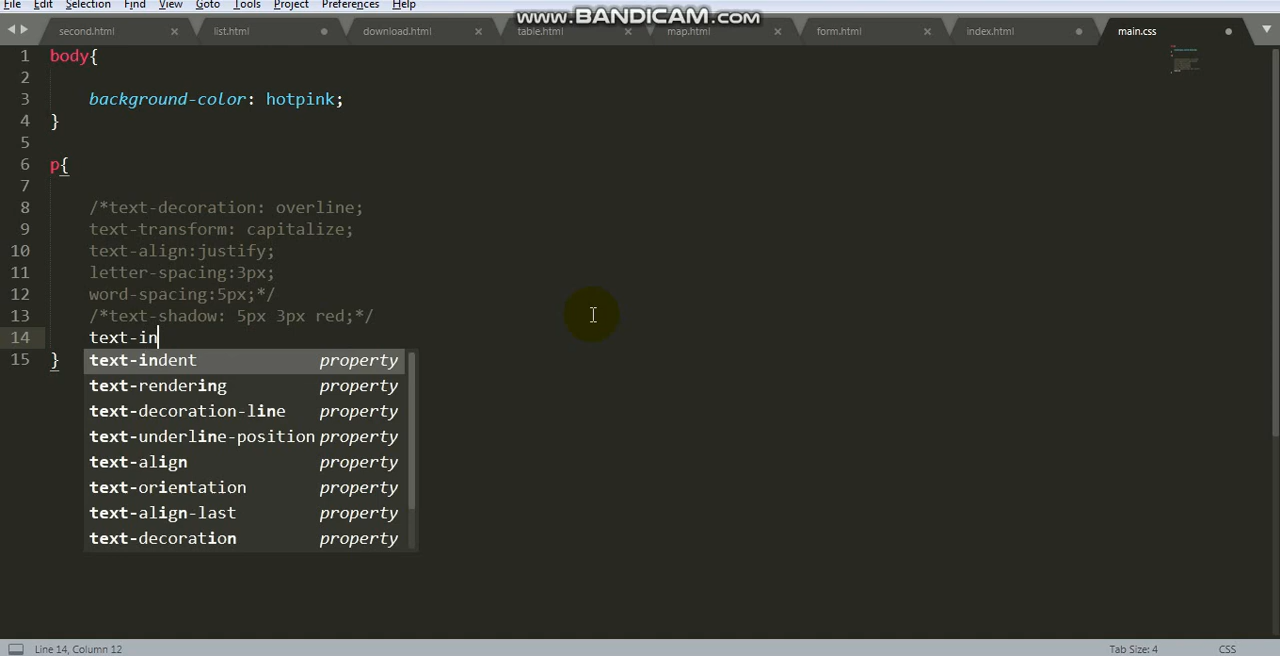 File Edit Selection Find View Goto Tools Project Preferences Help
www.BANDICAM.com
second.html list.html download.html table.html map.html form.html index.html main.css
1 body{
2
3 background-color: hotpink;
4 }
5
6 p{
7
8 /*text-decoration: overline;
9 text-transform: capitalize;
10 text-align:justify;
11 letter-spacing:3px;
12 word-spacing:5px;*/
13 /*text-shadow: 5px 3px red;*/
14 text-in
15 }
text-indent property
text-rendering property
text-decoration-line property
text-underline-position property
text-align property
text-orientation property
text-align-last property
text-decoration property
Line 14, Column 12 Tab Size: 4 CSS